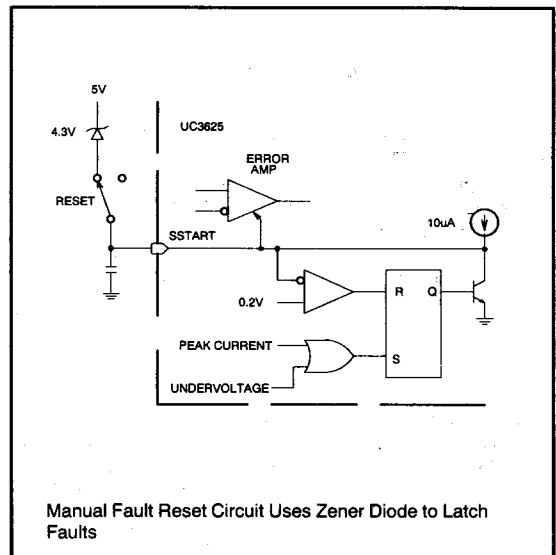 5V
4.3V
UC3625
ERROR
AMP
RESET
10uA
SSTART
0.2V
R Q
PEAK CURRENT
S
UNDERVOLTAGE
Manual Fault Reset Circuit Uses Zener Diode to Latch
Faults